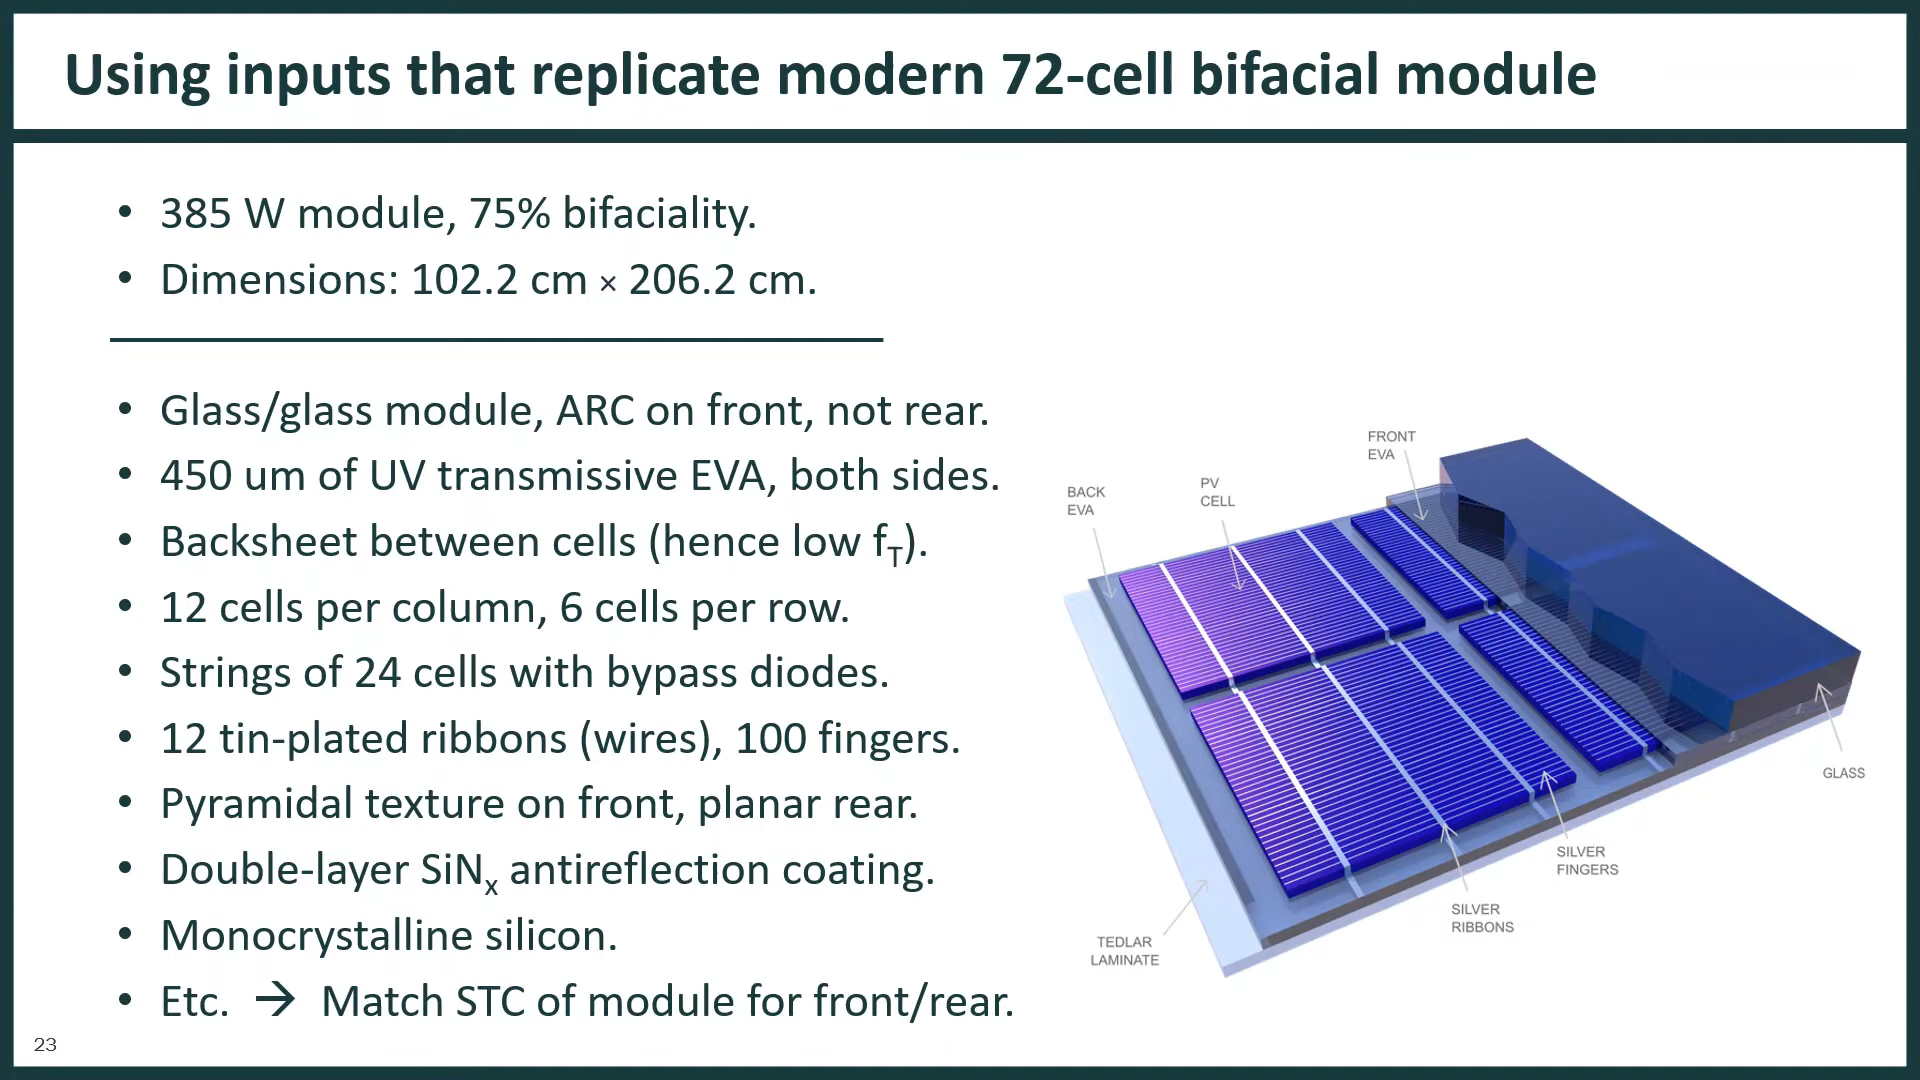 Using inputs that replicate modern 72-cell bifacial module
• 385 W module, 75% bifaciality.
• Dimensions: 102.2 cm × 206.2 cm.
• Glass/glass module, ARC on front, not rear.
• 450 um of UV transmissive EVA, both sides.
• Backsheet between cells (hence low fT).
• 12 cells per column, 6 cells per row.
• Strings of 24 cells with bypass diodes.
• 12 tin-plated ribbons (wires), 100 fingers.
• Pyramidal texture on front, planar rear.
• Double-layer SiNx antireflection coating.
• Monocrystalline silicon.
• Etc. → Match STC of module for front/rear.
FRONT
EVA
PV
CELL
BACK
EVA
GLASS
SILVER
FINGERS
SILVER
RIBBONS
TEDLAR
LAMINATE
23